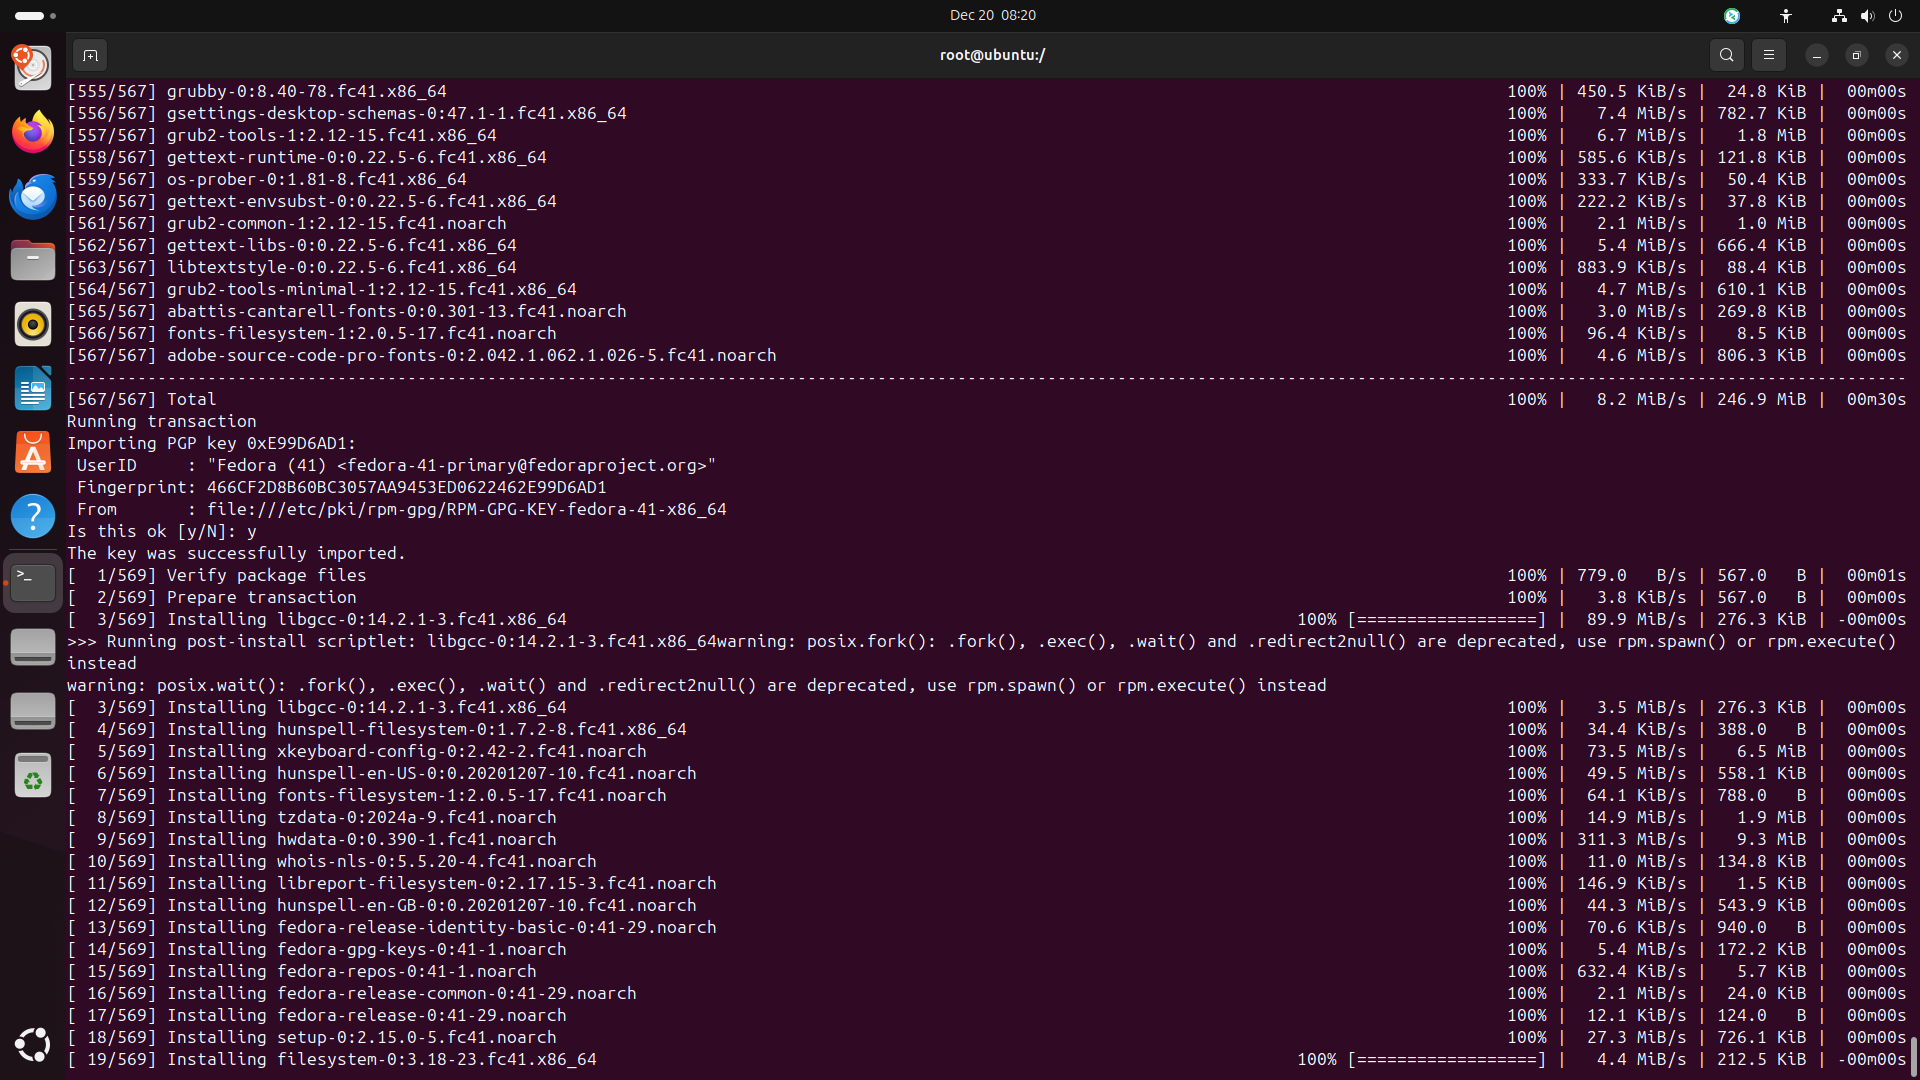 Dec 20 08:20
root@ubuntu:/
[555/567] grubby-0:8.40-78.fc41.x86_64 100% | 450.5 KiB/s | 24.8 KiB | 00m00s
[556/567] gsettings-desktop-schemas-0:47.1-1.fc41.x86_64 100% | 7.4 MiB/s | 782.7 KiB | 00m00s
[557/567] grub2-tools-1:2.12-15.fc41.x86_64 100% | 6.7 MiB/s | 1.8 MiB | 00m00s
[558/567] gettext-runtime-0:0.22.5-6.fc41.x86_64 100% | 585.6 KiB/s | 121.8 KiB | 00m00s
[559/567] os-prober-0:1.81-8.fc41.x86_64 100% | 333.7 KiB/s | 50.4 KiB | 00m00s
[560/567] gettext-envsubst-0:0.22.5-6.fc41.x86_64 100% | 222.2 KiB/s | 37.8 KiB | 00m00s
[561/567] grub2-common-1:2.12-15.fc41.noarch 100% | 2.1 MiB/s | 1.0 MiB | 00m00s
[562/567] gettext-libs-0:0.22.5-6.fc41.x86_64 100% | 5.4 MiB/s | 666.4 KiB | 00m00s
[563/567] libtextstyle-0:0.22.5-6.fc41.x86_64 100% | 883.9 KiB/s | 88.4 KiB | 00m00s
[564/567] grub2-tools-minimal-1:2.12-15.fc41.x86_64 100% | 4.7 MiB/s | 610.1 KiB | 00m00s
[565/567] abattis-cantarell-fonts-0:0.301-13.fc41.noarch 100% | 3.0 MiB/s | 269.8 KiB | 00m00s
[566/567] fonts-filesystem-1:2.0.5-17.fc41.noarch 100% | 96.4 KiB/s | 8.5 KiB | 00m00s
[567/567] adobe-source-code-pro-fonts-0:2.042.1.062.1.026-5.fc41.noarch 100% | 4.6 MiB/s | 806.3 KiB | 00m00s
----------------------------------------------------------------------------------------------------------------------------------------------------------------------------------------
[567/567] Total 100% | 8.2 MiB/s | 246.9 MiB | 00m30s
Running transaction
Importing PGP key 0xE99D6AD1:
UserID : "Fedora (41) <fedora-41-primary@fedoraproject.org>"
Fingerprint: 466CF2D8B60BC3057AA9453ED0622462E99D6AD1
From : file:///etc/pki/rpm-gpg/RPM-GPG-KEY-fedora-41-x86_64
Is this ok [y/N]: y
The key was successfully imported.
[ 1/569] Verify package files 100% | 779.0 B/s | 567.0 B | 00m01s
[ 2/569] Prepare transaction 100% | 3.8 KiB/s | 567.0 B | 00m00s
[ 3/569] Installing libgcc-0:14.2.1-3.fc41.x86_64 100% [==================] | 89.9 MiB/s | 276.3 KiB | -00m00s
>>> Running post-install scriptlet: libgcc-0:14.2.1-3.fc41.x86_64warning: posix.fork(): .fork(), .exec(), .wait() and .redirect2null() are deprecated, use rpm.spawn() or rpm.execute()
instead
warning: posix.wait(): .fork(), .exec(), .wait() and .redirect2null() are deprecated, use rpm.spawn() or rpm.execute() instead
[ 3/569] Installing libgcc-0:14.2.1-3.fc41.x86_64 100% | 3.5 MiB/s | 276.3 KiB | 00m00s
[ 4/569] Installing hunspell-filesystem-0:1.7.2-8.fc41.x86_64 100% | 34.4 KiB/s | 388.0 B | 00m00s
[ 5/569] Installing xkeyboard-config-0:2.42-2.fc41.noarch 100% | 73.5 MiB/s | 6.5 MiB | 00m00s
[ 6/569] Installing hunspell-en-US-0:0.20201207-10.fc41.noarch 100% | 49.5 MiB/s | 558.1 KiB | 00m00s
[ 7/569] Installing fonts-filesystem-1:2.0.5-17.fc41.noarch 100% | 64.1 KiB/s | 788.0 B | 00m00s
[ 8/569] Installing tzdata-0:2024a-9.fc41.noarch 100% | 14.9 MiB/s | 1.9 MiB | 00m00s
[ 9/569] Installing hwdata-0:0.390-1.fc41.noarch 100% | 311.3 MiB/s | 9.3 MiB | 00m00s
[ 10/569] Installing whois-nls-0:5.5.20-4.fc41.noarch 100% | 11.0 MiB/s | 134.8 KiB | 00m00s
[ 11/569] Installing libreport-filesystem-0:2.17.15-3.fc41.noarch 100% | 146.9 KiB/s | 1.5 KiB | 00m00s
[ 12/569] Installing hunspell-en-GB-0:0.20201207-10.fc41.noarch 100% | 44.3 MiB/s | 543.9 KiB | 00m00s
[ 13/569] Installing fedora-release-identity-basic-0:41-29.noarch 100% | 70.6 KiB/s | 940.0 B | 00m00s
[ 14/569] Installing fedora-gpg-keys-0:41-1.noarch 100% | 5.4 MiB/s | 172.2 KiB | 00m00s
[ 15/569] Installing fedora-repos-0:41-1.noarch 100% | 632.4 KiB/s | 5.7 KiB | 00m00s
[ 16/569] Installing fedora-release-common-0:41-29.noarch 100% | 2.1 MiB/s | 24.0 KiB | 00m00s
[ 17/569] Installing fedora-release-0:41-29.noarch 100% | 12.1 KiB/s | 124.0 B | 00m00s
[ 18/569] Installing setup-0:2.15.0-5.fc41.noarch 100% | 27.3 MiB/s | 726.1 KiB | 00m00s
[ 19/569] Installing filesystem-0:3.18-23.fc41.x86_64 100% [==================] | 4.4 MiB/s | 212.5 KiB | -00m00s